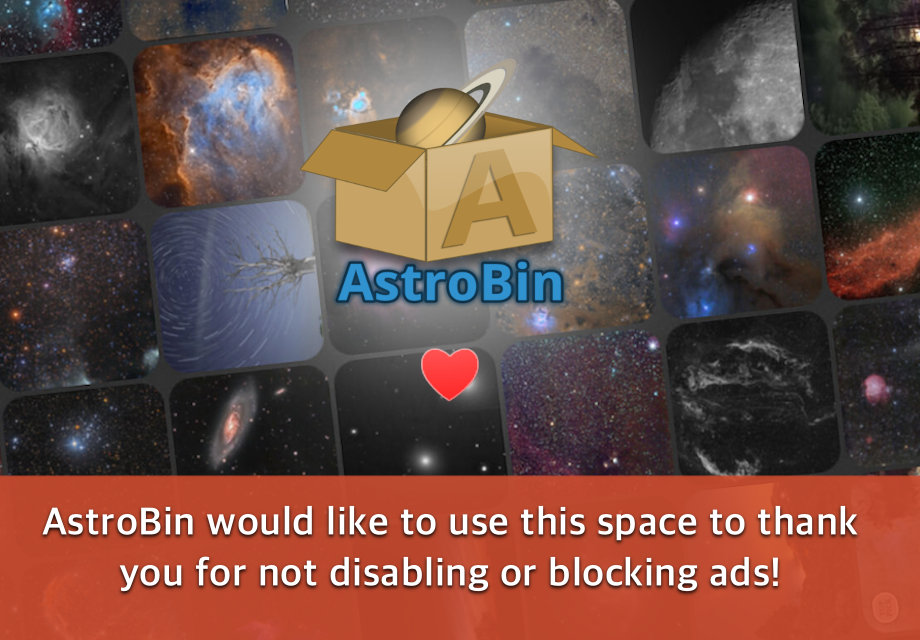 A
AstroBin
AstroBin would like to use this space to thank
you for not disabling or blocking ads!